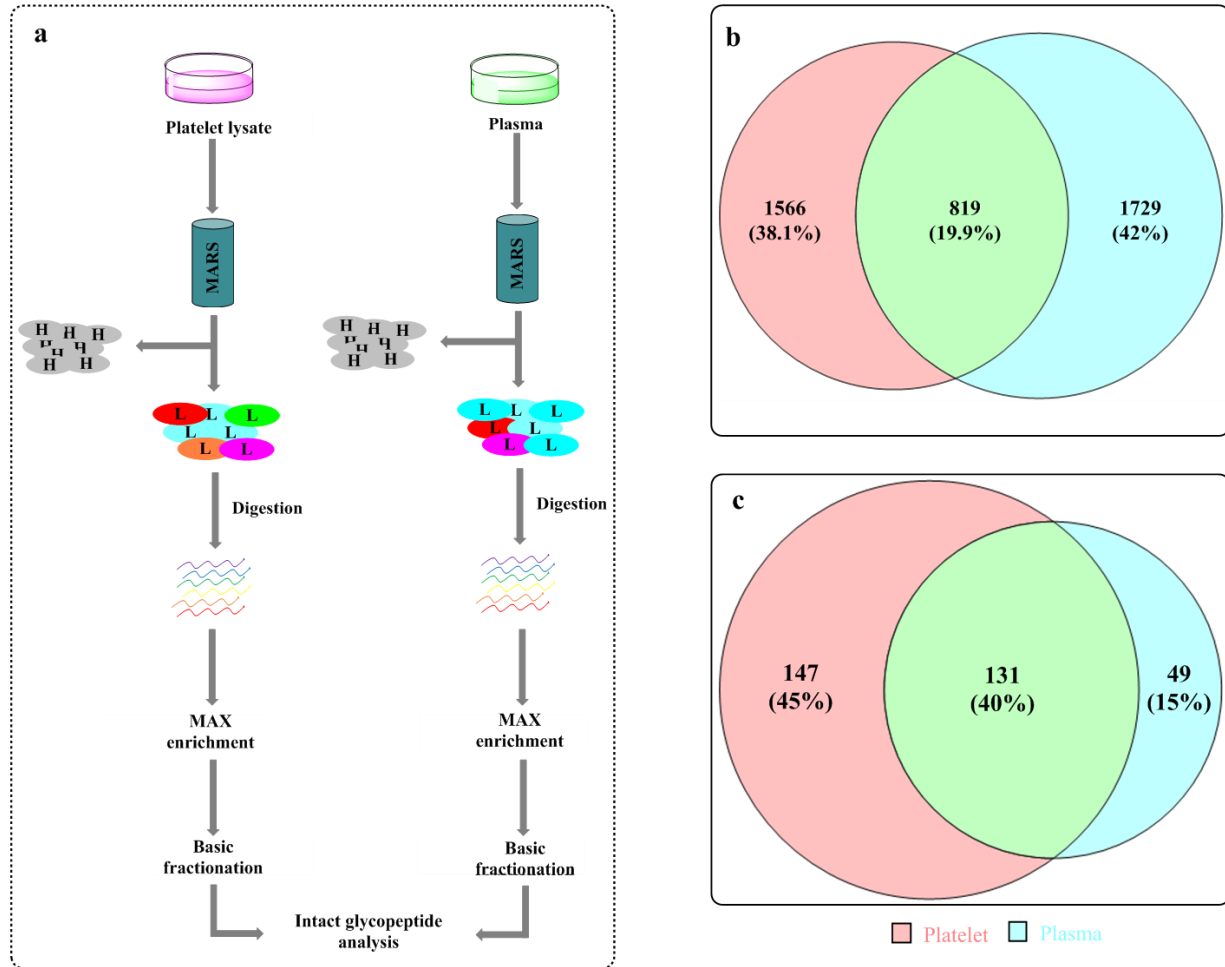 a
Platelet lysate
Plasma
MARS
MARS
H H H
H H
H
H H
H H H
H H
H
H H
L L L
L L
L L
L L L
L L
L L
Digestion
Digestion
MAX
enrichment
MAX
enrichment
Basic
fractionation
Basic
fractionation
Intact glycopeptide
analysis
b
1566
(38.1%)
819
(19.9%)
1729
(42%)
c
147
(45%)
131
(40%)
49
(15%)
Platelet
Plasma